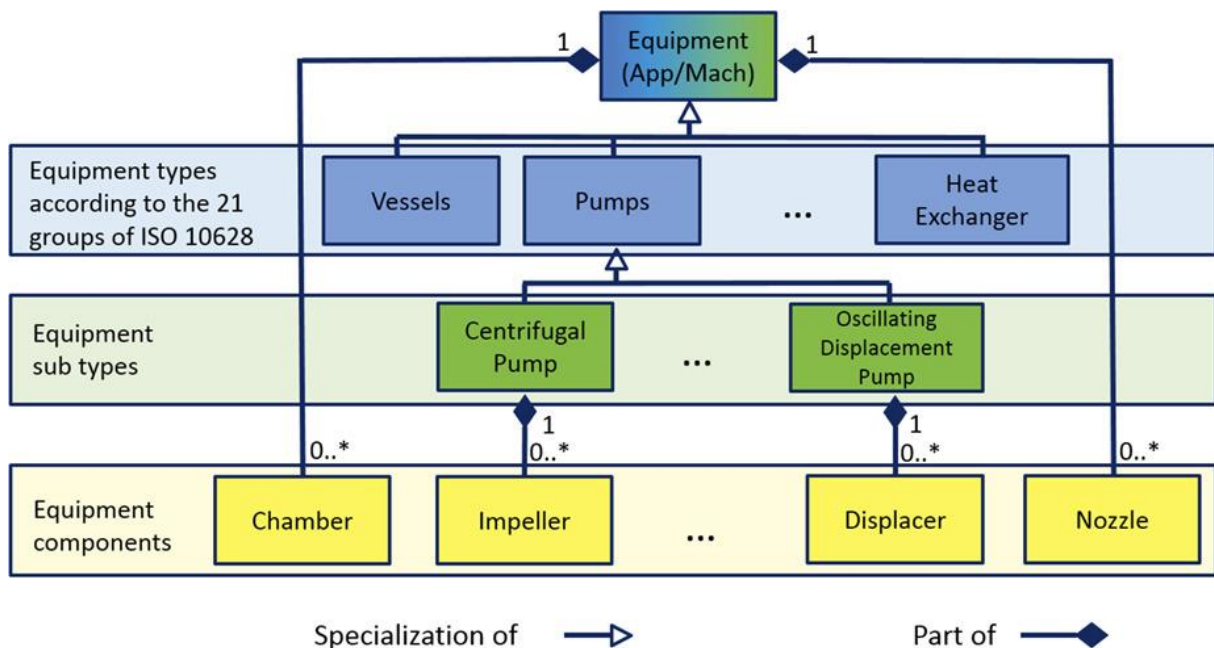 1
Equipment
(App/Mach)
1
Equipment types
according to the 21
groups of ISO 10628
Vessels
Pumps
...
Heat
Exchanger
Equipment
sub types
Centrifugal
Pump
...
Oscillating
Displacement
Pump
1
1
0..*
0..*
0..*
0..*
Equipment
components
Chamber
Impeller
...
Displacer
Nozzle
Specialization of
Part of